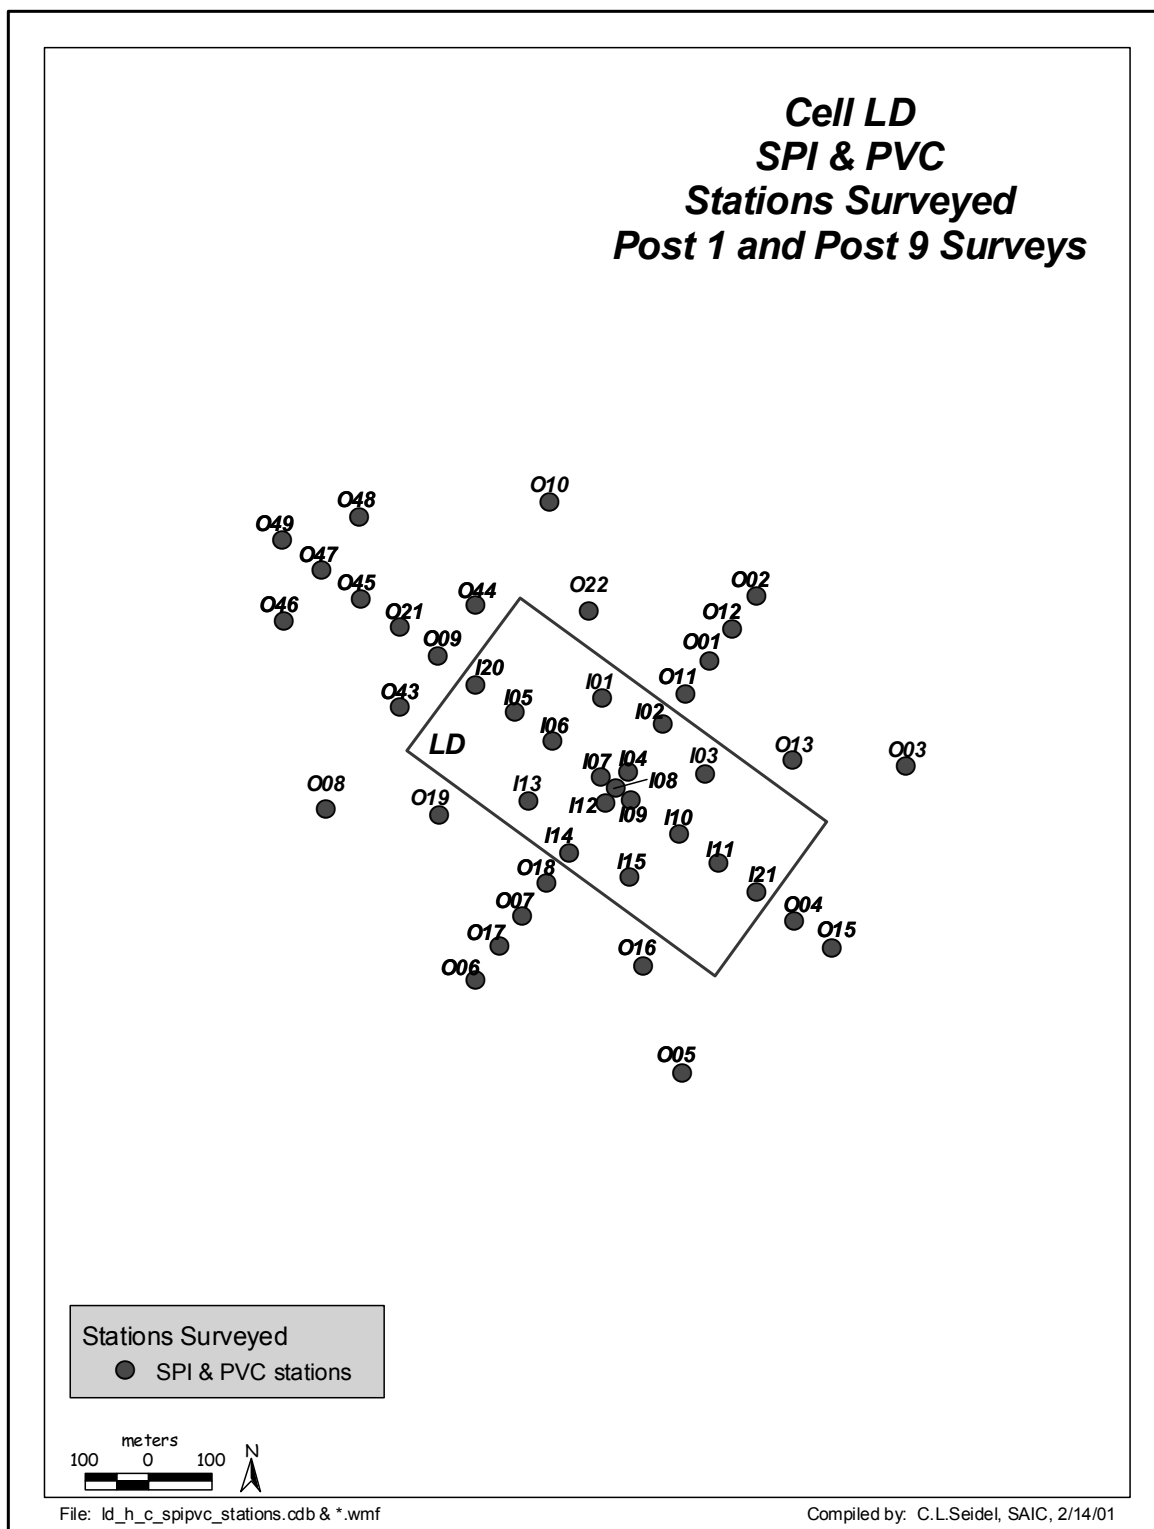 Cell LD
SPI & PVC
Stations Surveyed
Post 1 and Post 9 Surveys
O10
O48
O49
O47
O45
O46
O44
O22
O02
O21
O12
O09
O01
I20
I01
O11
O43
I05
I02
I06
LD
O13
O03
I07
I04
I03
I08
O08
I13
O19
I12
I09
I10
I14
I11
O18
I15
I21
O07
O04
O17
O15
O16
O06
O05
Stations Surveyed
SPI & PVC stations
meters
100 0 100
N
File: ld_h_c_spipvc_stations.cdb & *.wmf
Compiled by: C.L.Seidel, SAIC, 2/14/01